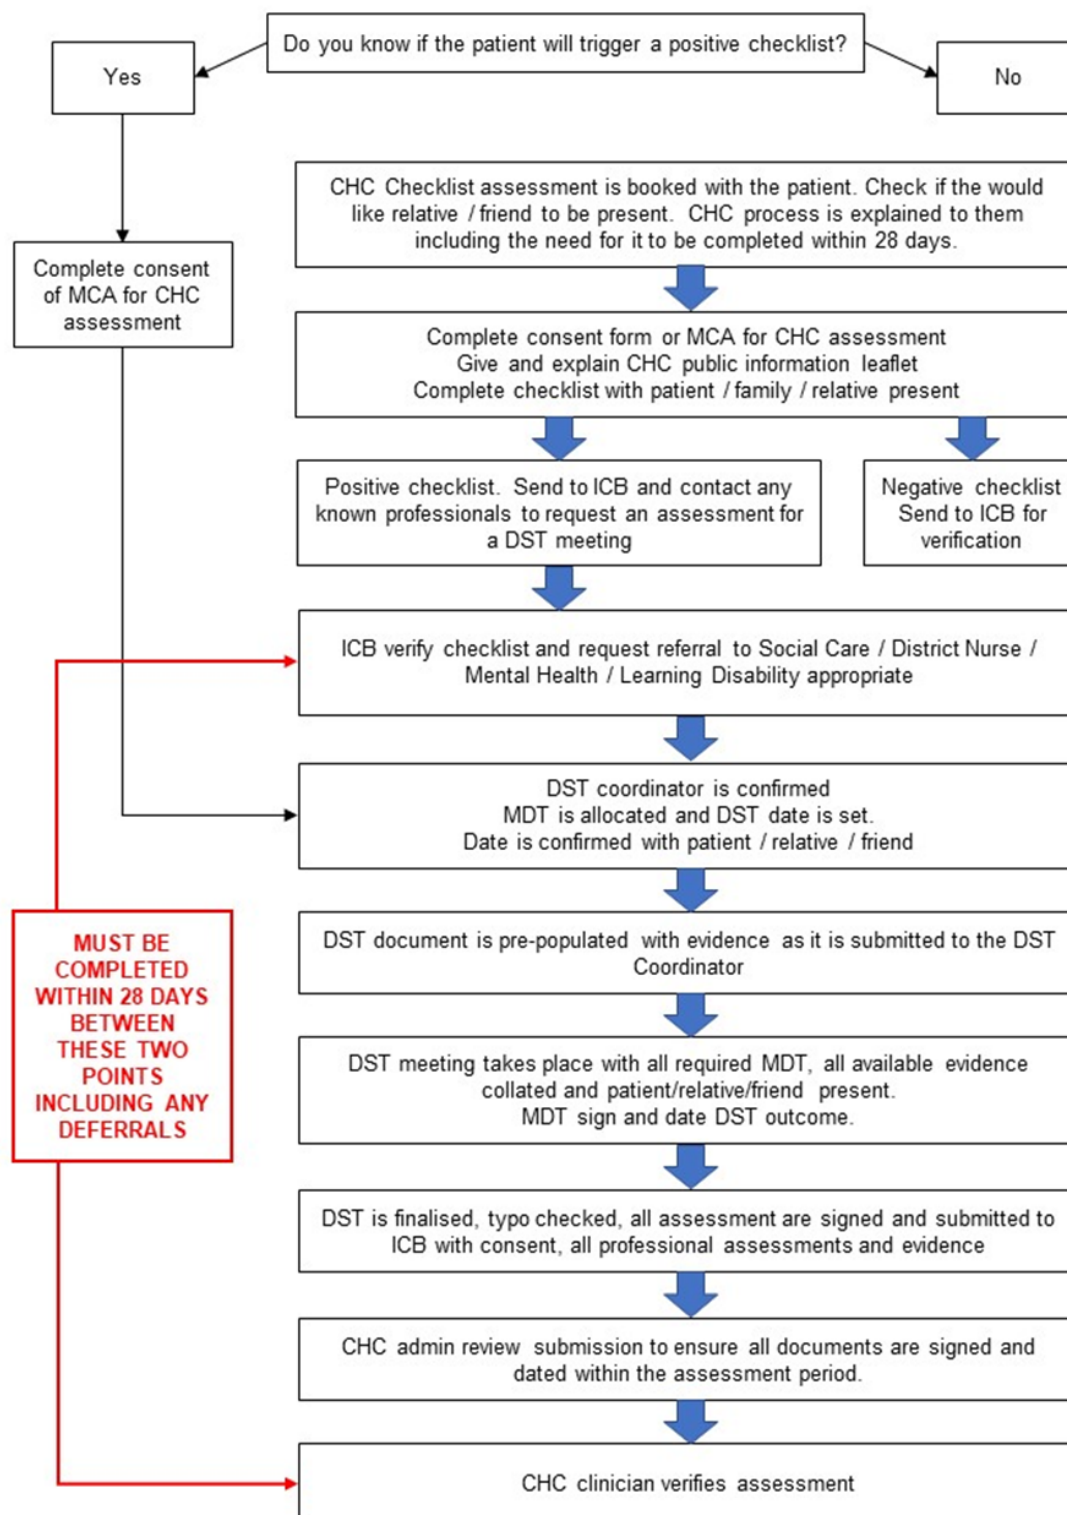 Do you know if the patient will trigger a positive checklist?
Yes
No
CHC Checklist assessment is booked with the patient. Check if the would
like relative / friend to be present. CHC process is explained to them
including the need for it to be completed within 28 days.
Complete consent
of MCA for CHC
assessment
Complete consent form or MCA for CHC assessment
Give and explain CHC public information leaflet
Complete checklist with patient / family / relative present
Positive checklist. Send to ICB and contact any
known professionals to request an assessment for
a DST meeting
Negative checklist
Send to ICB for
verification
ICB verify checklist and request referral to Social Care / District Nurse /
Mental Health / Learning Disability appropriate
DST coordinator is confirmed
MDT is allocated and DST date is set.
Date is confirmed with patient / relative / friend
MUST BE
COMPLETED
WITHIN 28 DAYS
BETWEEN
THESE TWO
POINTS
INCLUDING ANY
DEFERRALS
DST document is pre-populated with evidence as it is submitted to the DST
Coordinator
DST meeting takes place with all required MDT, all available evidence
collated and patient/relative/friend present.
MDT sign and date DST outcome.
DST is finalised, typo checked, all assessment are signed and submitted to
ICB with consent, all professional assessments and evidence
CHC admin review submission to ensure all documents are signed and
dated within the assessment period.
CHC clinician verifies assessment